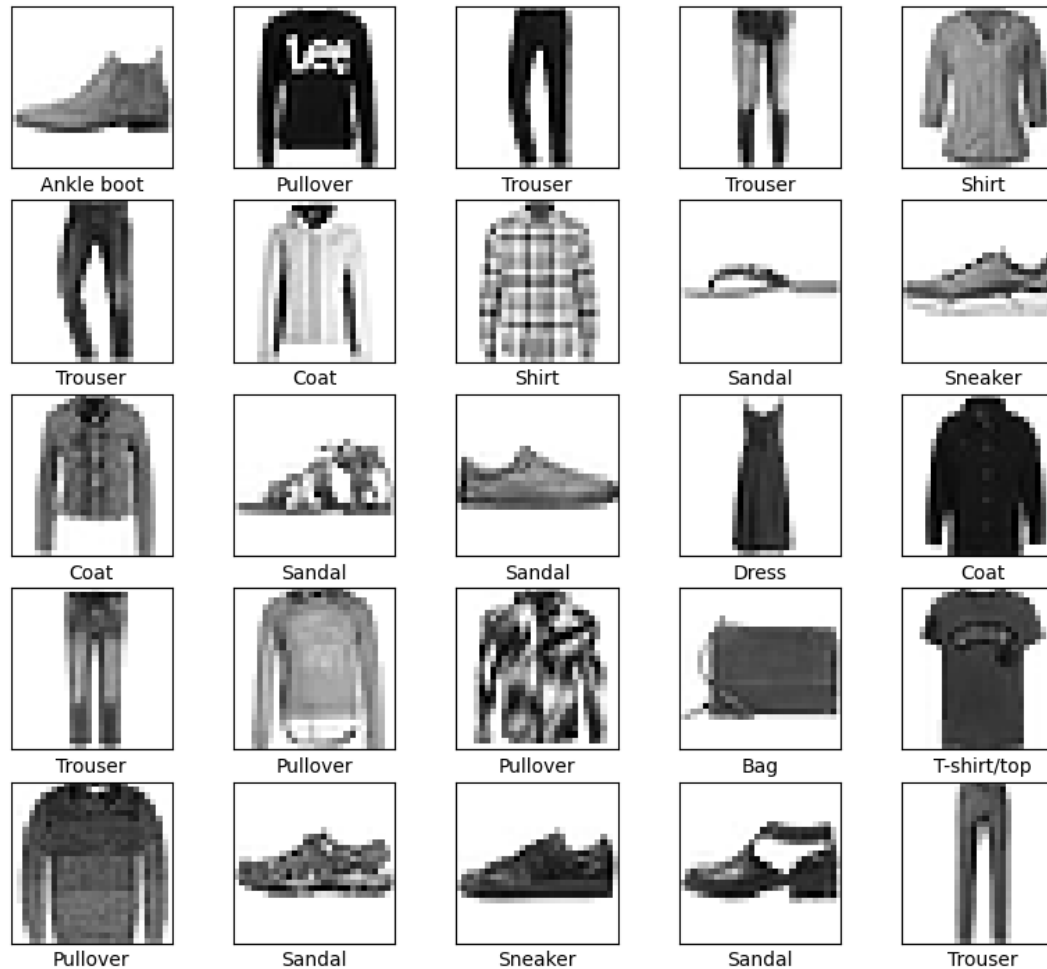 Lee
Ankle boot
Pullover
Trouser
Trouser
Shirt
Trouser
Coat
Shirt
Sandal
Sneaker
Coat
Sandal
Sandal
Dress
Coat
Trouser
Pullover
Pullover
Bag
T-shirt/top
Pullover
Sandal
Sneaker
Sandal
Trouser